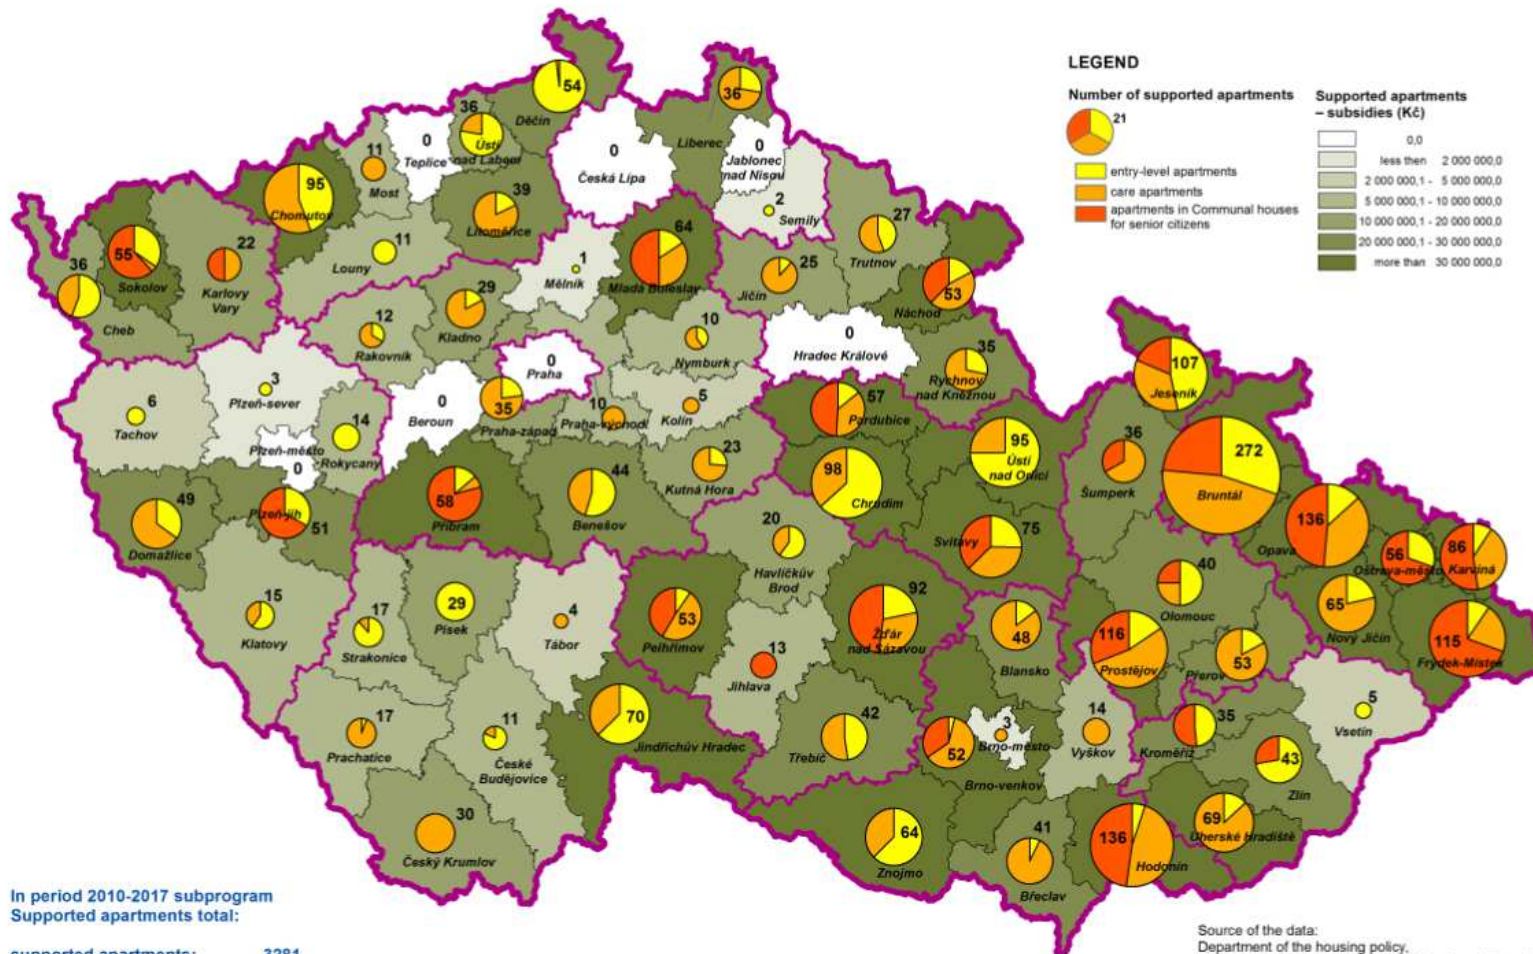 LEGEND
Number of supported apartments
21
entry-level apartments
care apartments
apartments in Communal houses
for senior citizens
Supported apartments
– subsidies (Kč)
0,0
less then 2 000 000,0
2 000 000,1 - 5 000 000,0
5 000 000,1 - 10 000 000,0
10 000 000,1 - 20 000 000,0
20 000 000,1 - 30 000 000,0
more than 30 000 000,0
54
Děčín
36
Ústí
nad Labem
0
Teplice
11
Most
95
Chomutov
39
Litoměřice
11
Louny
0
Česká Lípa
36
Liberec
0
Jablonec
nad Nisou
2
Semily
27
Trutnov
55
Sokolov
22
Karlovy
Vary
36
Cheb
1
Mělník
64
Mladá Boleslav
25
Jičín
53
Náchod
12
Rakovník
29
Kladno
10
Nymburk
0
Hradec Králové
35
Rychnov
nad Kněžnou
0
Praha
0
Beroun
35
Praha-západ
10
Praha-východ
5
Kolín
57
Pardubice
107
Jeseník
3
Plzeň-sever
6
Tachov
14
Rokycany
Plzeň-město
0
23
Kutná Hora
98
Chrudim
95
Ústí
nad Orlicí
36
Šumperk
272
Bruntál
49
Domažlice
Plzeň-jih
51
58
Příbram
44
Benešov
20
Havlíčkův
Brod
75
Svitavy
136
Opava
56
Ostrava-město
86
Karviná
15
Klatovy
17
Strakonice
29
Písek
4
Tábor
53
Pelhřimov
92
Žďár
nad Sázavou
48
Blansko
40
Olomouc
65
Nový Jičín
115
Frýdek-Místek
116
Prostějov
53
Přerov
13
Jihlava
17
Prachatice
11
České
Budějovice
70
Jindřichův Hradec
42
Třebíč
52
3
Brno-město
Brno-venkov
14
Vyškov
35
Kroměříž
5
Vsetín
43
Zlín
30
Český Krumlov
64
Znojmo
41
Břeclav
136
Hodonín
69
Uherské Hradiště
In period 2010-2017 subprogram
Supported apartments total:
supported apartments: 3281
Source of the data:
Department of the housing policy,